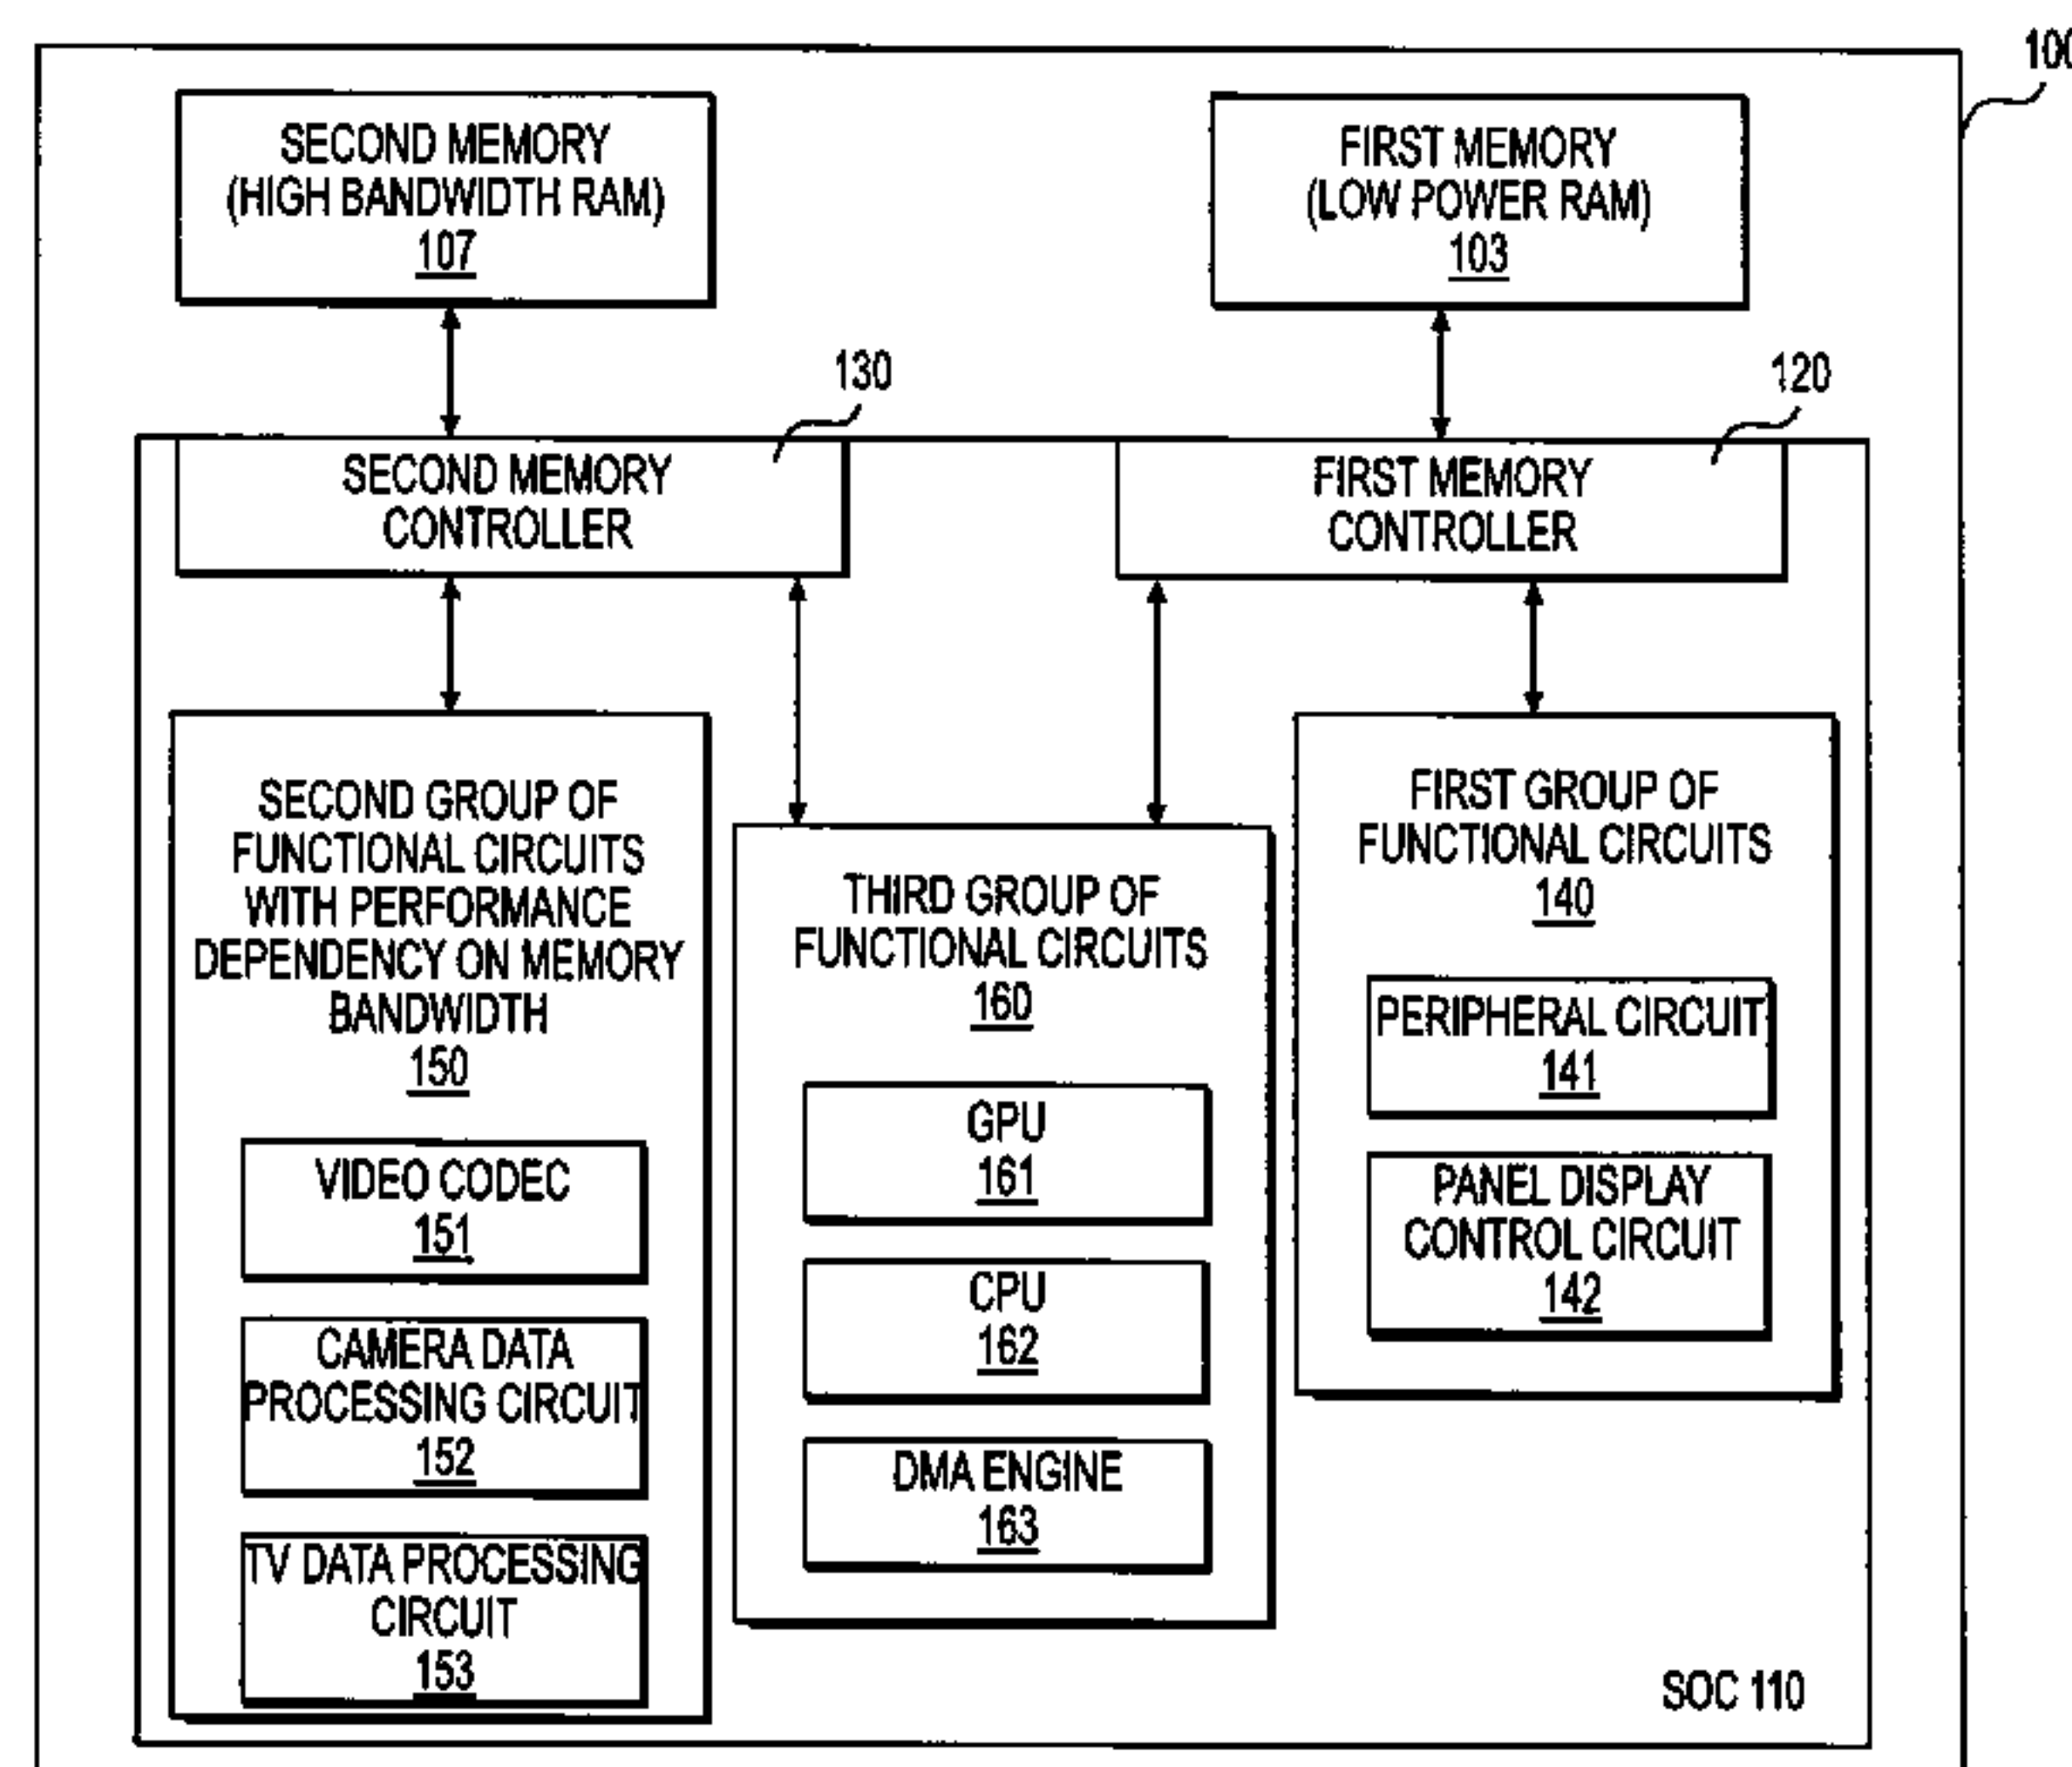 100
SECOND MEMORY
(HIGH BANDWIDTH RAM)
107
FIRST MEMORY
(LOW POWER RAM)
103
130
120
SECOND MEMORY
CONTROLLER
FIRST MEMORY
CONTROLLER
SECOND GROUP OF
FUNCTIONAL CIRCUITS
WITH PERFORMANCE
DEPENDENCY ON MEMORY
BANDWIDTH
150
VIDEO CODEC
151
CAMERA DATA
PROCESSING CIRCUIT
152
TV DATA PROCESSING
CIRCUIT
153
THIRD GROUP OF
FUNCTIONAL CIRCUITS
160
GPU
161
CPU
162
DMA ENGINE
163
FIRST GROUP OF
FUNCTIONAL CIRCUITS
140
PERIPHERAL CIRCUIT
141
PANEL DISPLAY
CONTROL CIRCUIT
142
SOC 110